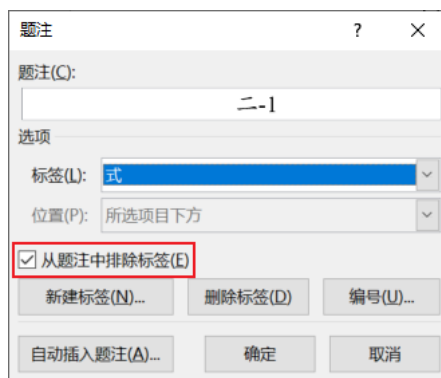 题注 ? ×
题注(C):
二-1
选项
标签(L): 式
位置(P): 所选项目下方
从题注中排除标签(E)
新建标签(N)... 删除标签(D) 编号(U)...
自动插入题注(A)... 确定 取消